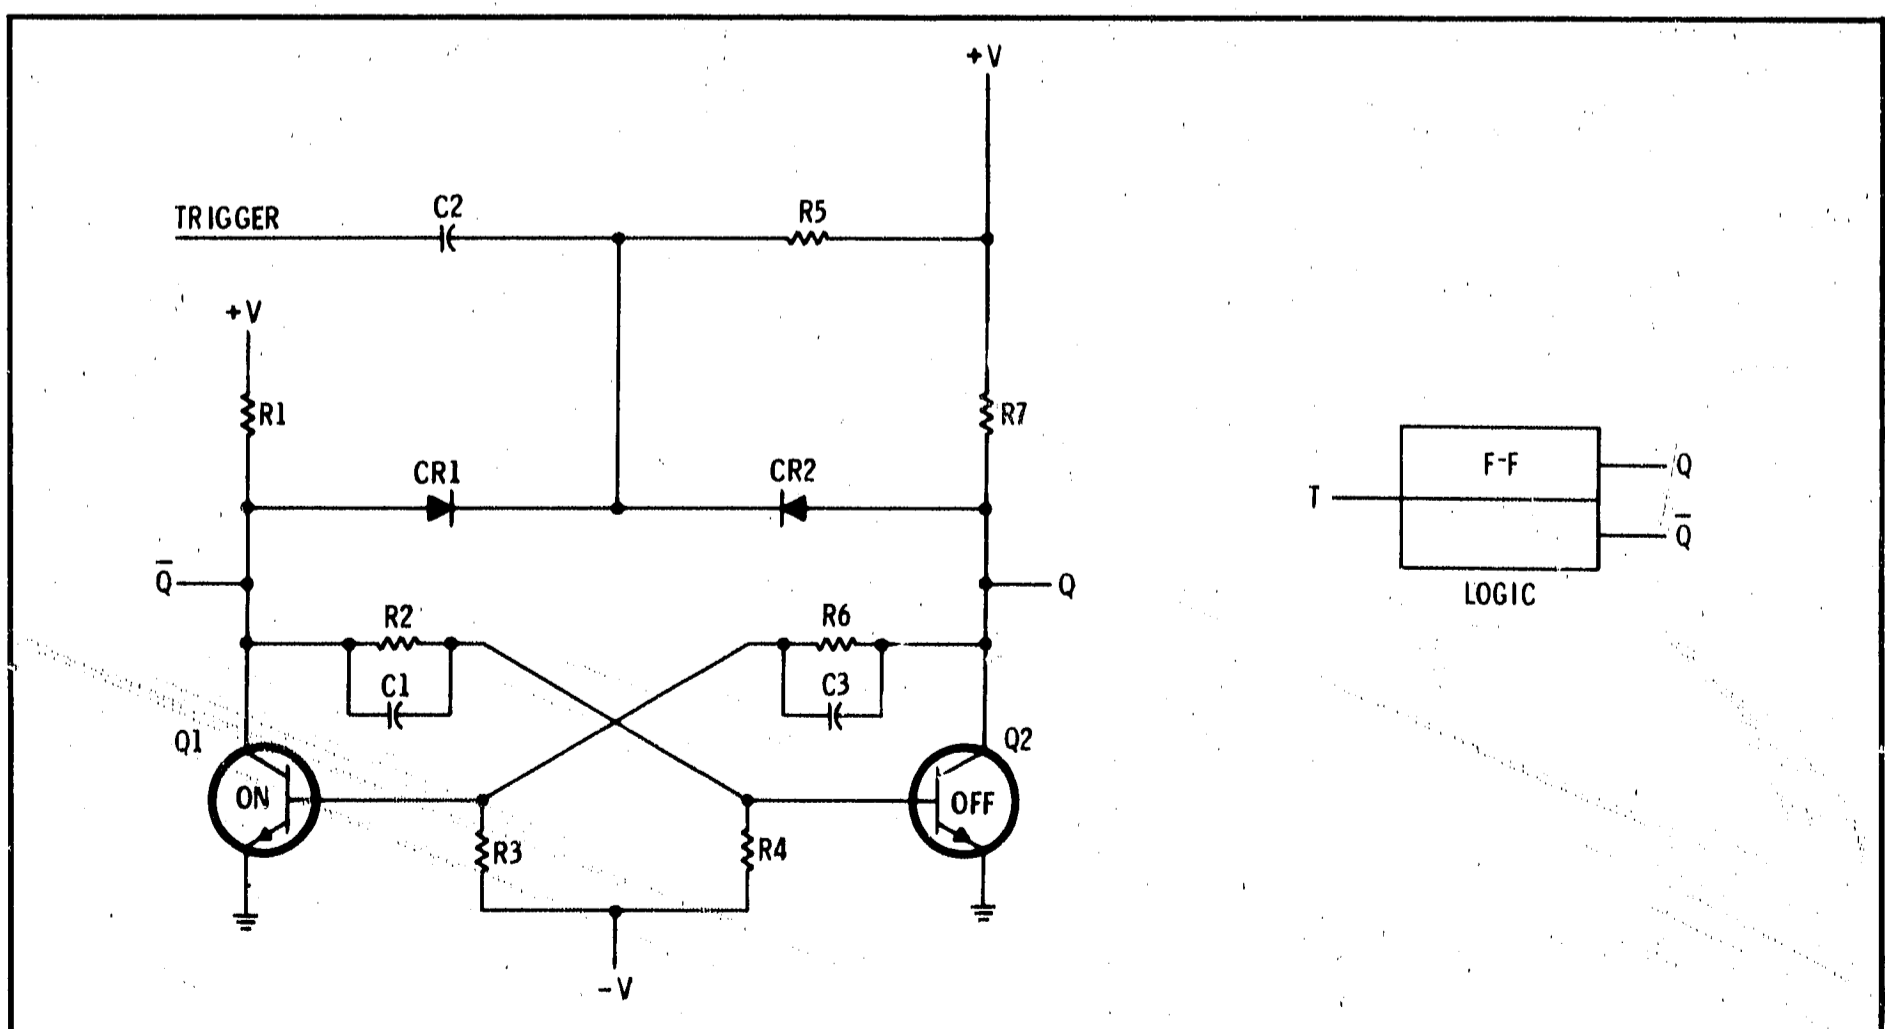 +V
TRIGGER
C2
R5
+V
R1
R7
CR1
CR2
F-F
Q
T
Q̅
LOGIC
Q̅
Q
R2
R6
C1
C3
Q1
Q2
ON
OFF
R3
R4
-V